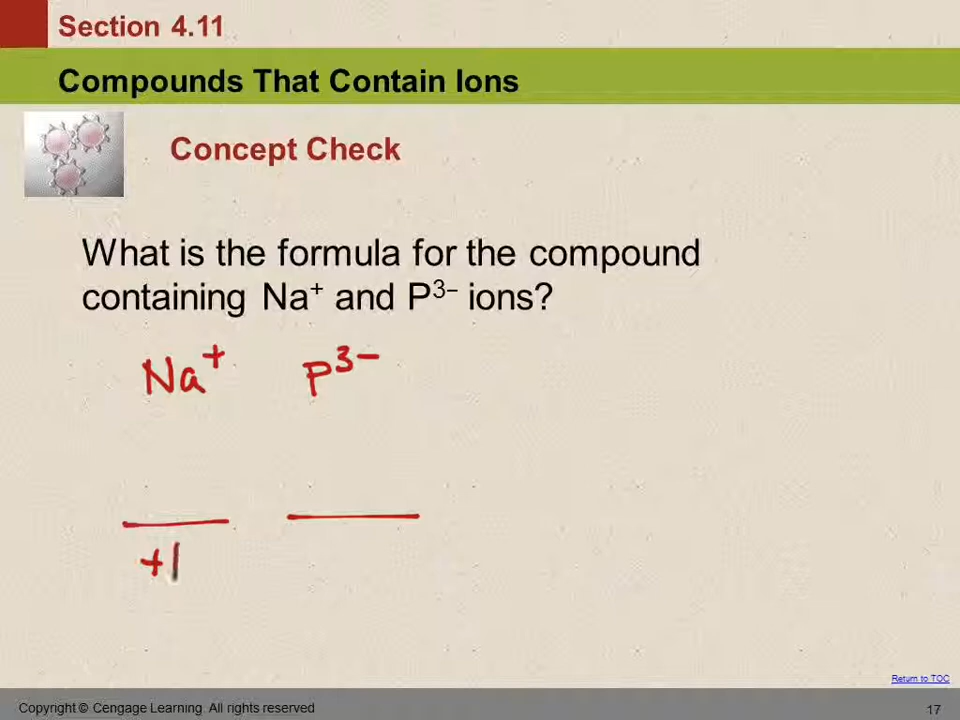 Section 4.11
Compounds That Contain Ions
Concept Check
What is the formula for the compound
containing Na⁺ and P³⁻ ions?
Na⁺ P³⁻
+1
Return to TOC
Copyright © Cengage Learning. All rights reserved 17